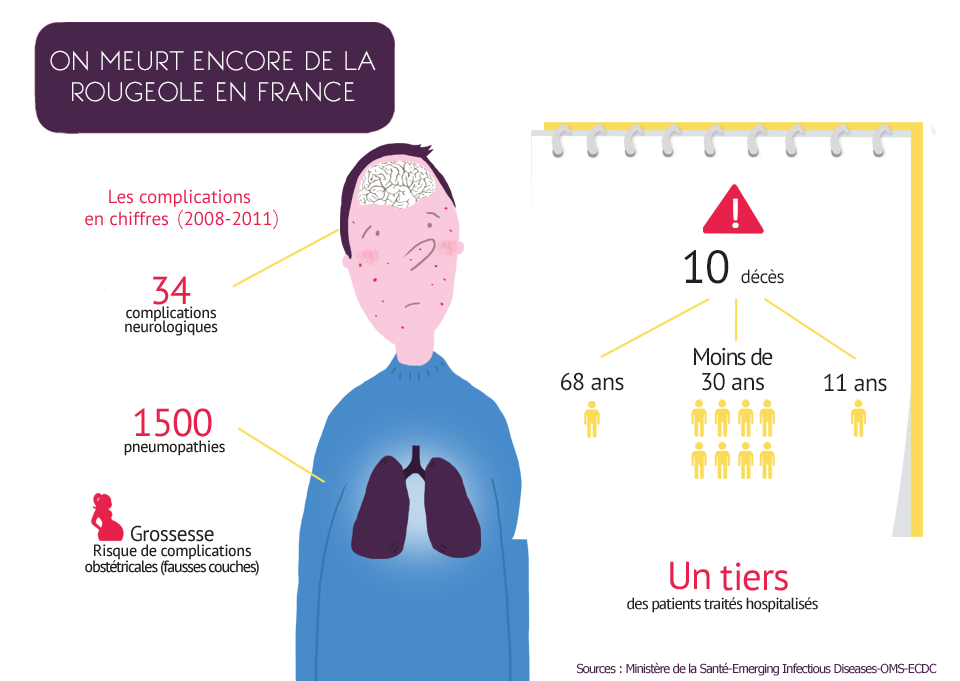 ON MEURT ENCORE DE LA
ROUGEOLE EN FRANCE
Les complications
en chiffres (2008-2011)
34
complications
neurologiques
1500
pneumopathies
Grossesse
Risque de complications
obstétricales (fausses couches)
10 décès
68 ans
Moins de
30 ans
11 ans
Un tiers
des patients traités hospitalisés
Sources : Ministère de la Santé-Emerging Infectious Diseases-OMS-ECDC